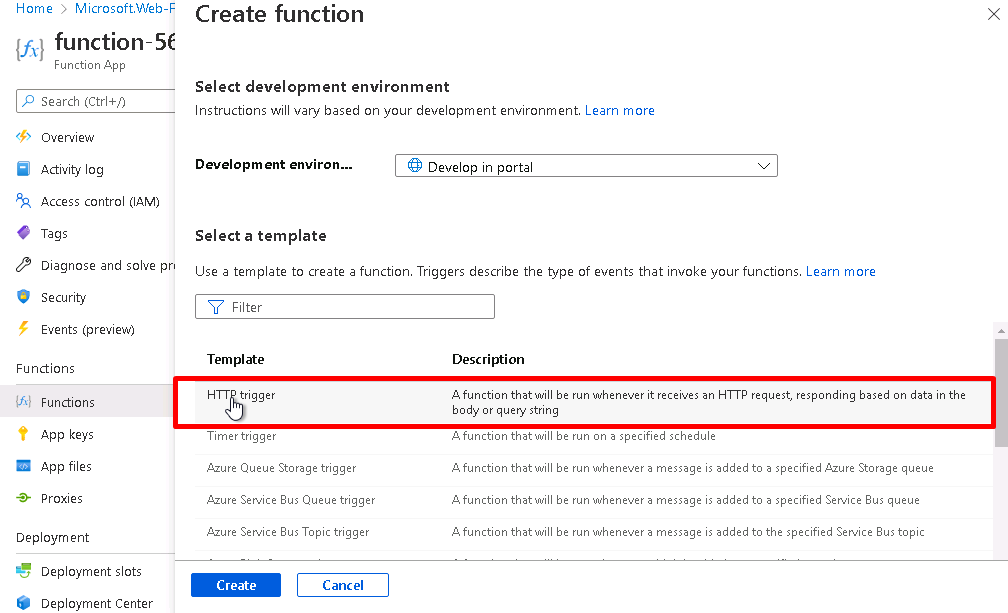 Home > Microsoft.Web-F
function-56
Function App
Search (Ctrl+/)
Overview
Activity log
Access control (IAM)
Tags
Diagnose and solve pr
Security
Events (preview)
Functions
Functions
App keys
App files
Proxies
Deployment
Deployment slots
Deployment Center
Create function
Select development environment
Instructions will vary based on your development environment. Learn more
Development environ...
Develop in portal
Select a template
Use a template to create a function. Triggers describe the type of events that invoke your functions. Learn more
Filter
Template Description
HTTP trigger A function that will be run whenever it receives an HTTP request, responding based on data in the
body or query string
Timer trigger A function that will be run on a specified schedule
Azure Queue Storage trigger A function that will be run whenever a message is added to a specified Azure Storage queue
Azure Service Bus Queue trigger A function that will be run whenever a message is added to a specified Service Bus queue
Azure Service Bus Topic trigger A function that will be run whenever a message is added to the specified Service Bus topic
Create Cancel